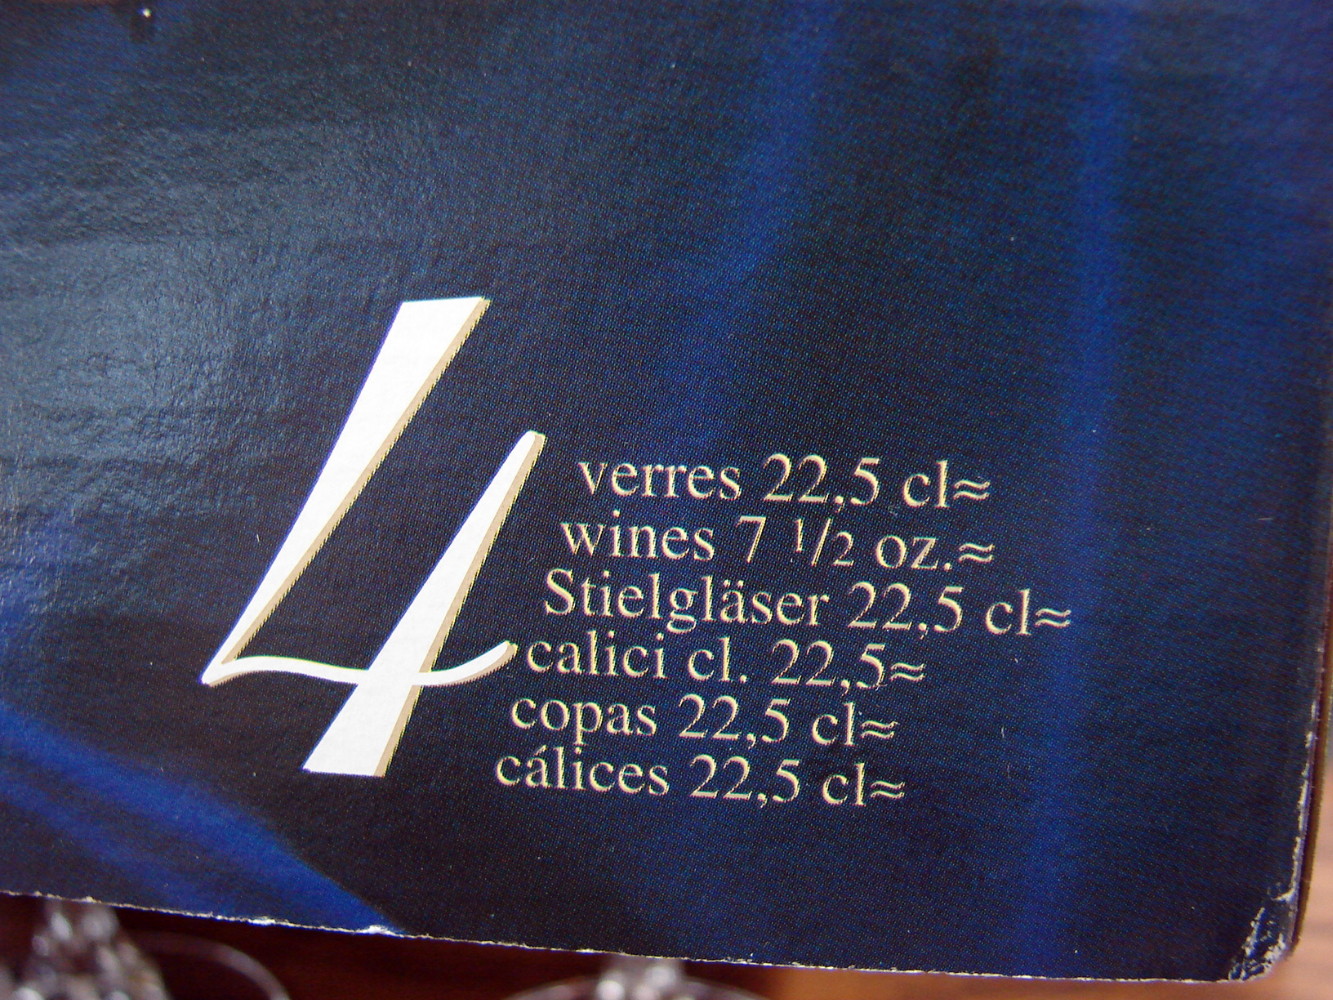 4
verres 22,5 cl≈
wines 7 1/2 oz.≈
Stielgläser 22,5 cl≈
calici cl. 22,5≈
copas 22,5 cl≈
cálices 22,5 cl≈